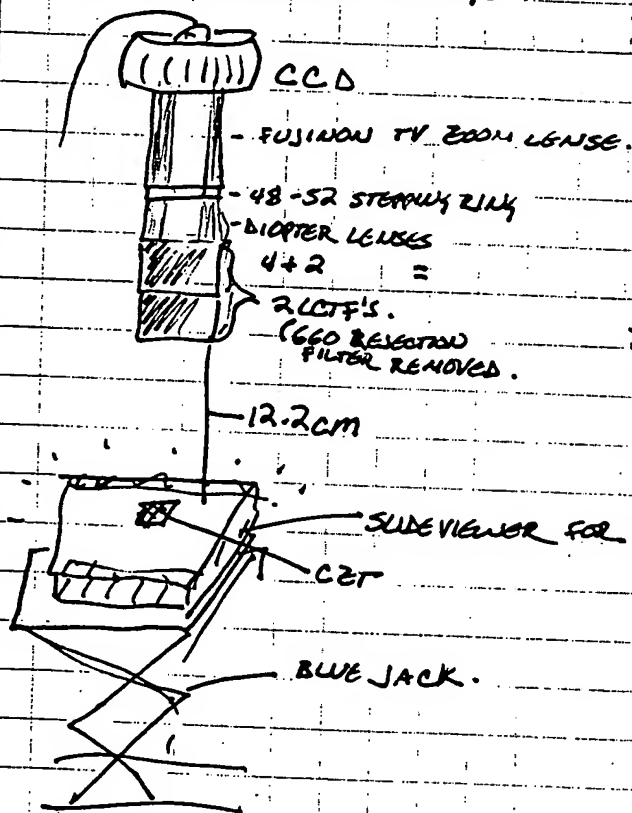 CCD
- FUJINON TV ZOOM LENSE.
- 48-52 STEPPING RING
- DIOPTER LENSES
4+2 =
2 LCTF'S.
(660 REJECTION
FILTER REMOVED.
12.2cm
SLIDEVIEWER FOR
CZT
BLUE JACK.